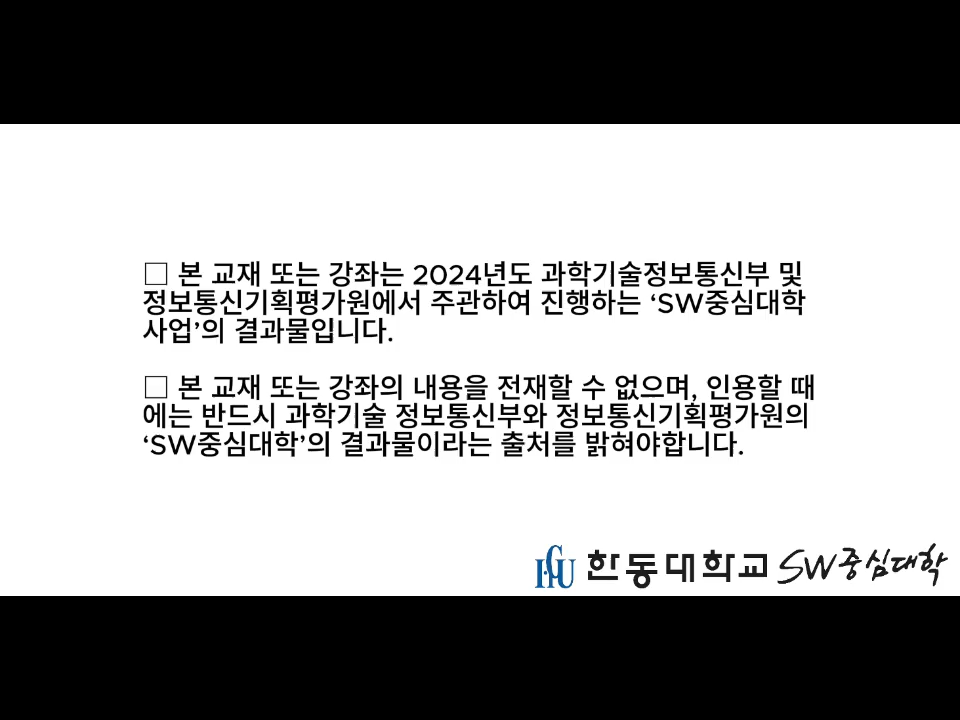 □ 본 교재 또는 강좌는 2024년도 과학기술정보통신부 및
정보통신기획평가원에서 주관하여 진행하는 ‘SW중심대학
사업’의 결과물입니다.
□ 본 교재 또는 강좌의 내용을 전재할 수 없으며, 인용할 때
에는 반드시 과학기술 정보통신부와 정보통신기획평가원의
‘SW중심대학’의 결과물이라는 출처를 밝혀야합니다.
HGU 한동대학교 SW중심대학